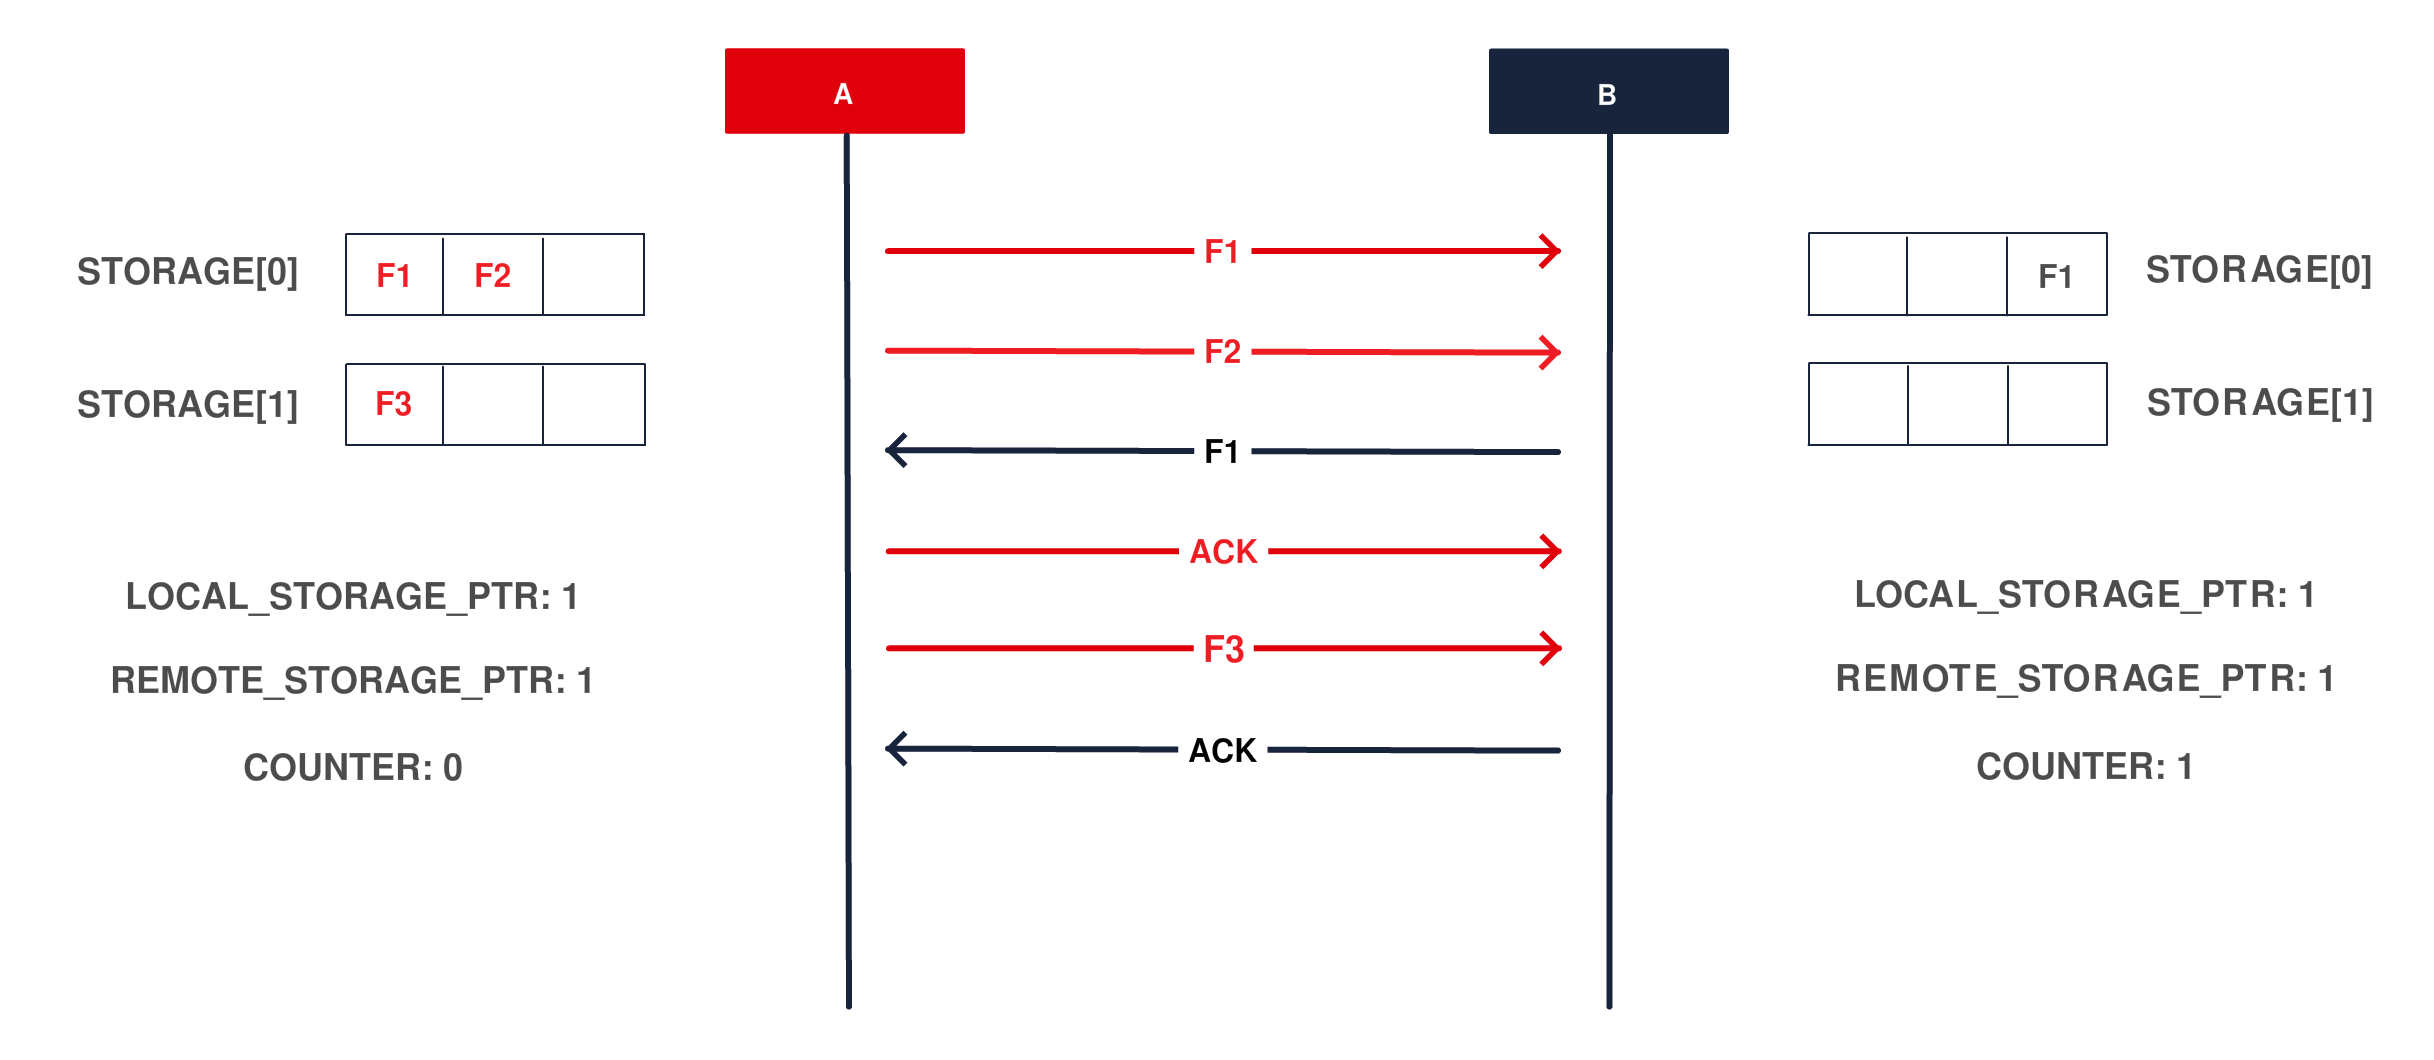 A
B
F1
STORAGE[0]
F1
F2
F1
STORAGE[0]
F2
STORAGE[1]
F3
STORAGE[1]
F1
ACK
LOCAL_STORAGE_PTR: 1
LOCAL_STORAGE_PTR: 1
F3
REMOTE_STORAGE_PTR: 1
REMOTE_STORAGE_PTR: 1
ACK
COUNTER: 0
COUNTER: 1